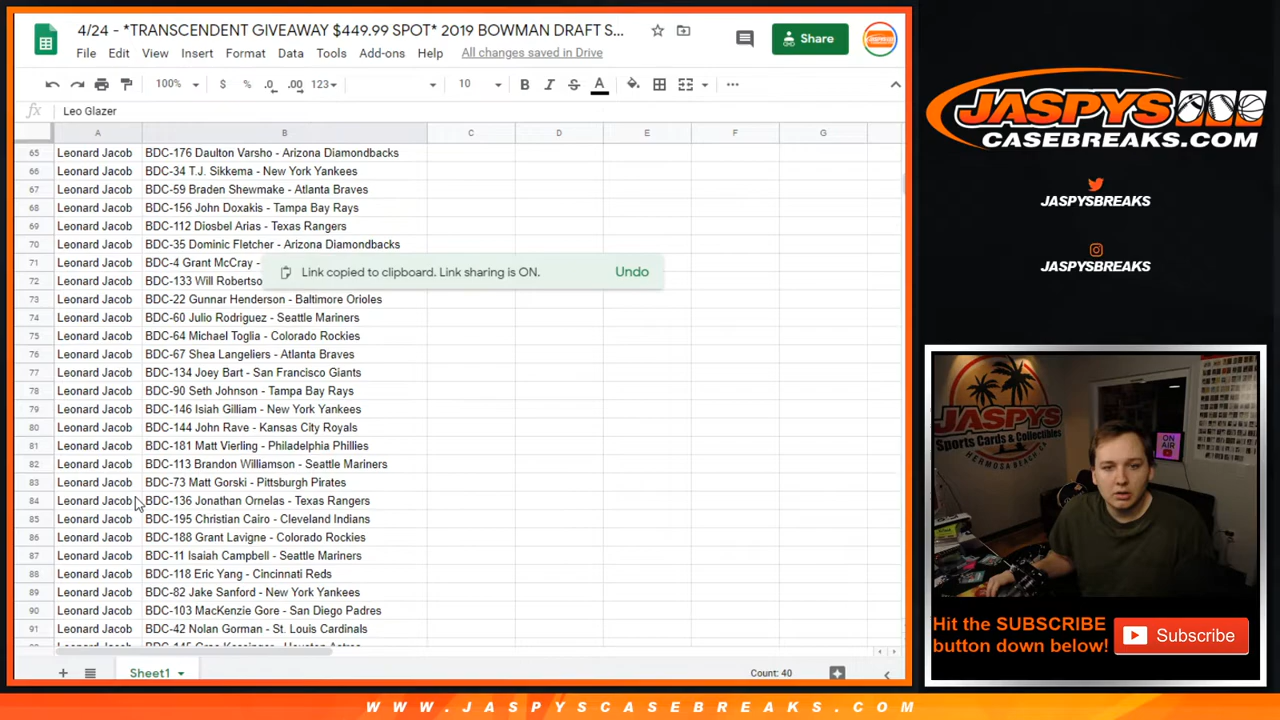 4/24 - *TRANSCENDENT GIVEAWAY $449.99 SPOT* 2019 BOWMAN DRAFT S...
File Edit View Insert Format Data Tools Add-ons Help All changes saved in Drive
Share
100% $ % .0 .00 123 10 B I S A
fx Leo Glazer
A B C D E F G
65 Leonard Jacob BDC-176 Daulton Varsho - Arizona Diamondbacks
66 Leonard Jacob BDC-34 T.J. Sikkema - New York Yankees
67 Leonard Jacob BDC-59 Braden Shewmake - Atlanta Braves
68 Leonard Jacob BDC-156 John Doxakis - Tampa Bay Rays
69 Leonard Jacob BDC-112 Diosbel Arias - Texas Rangers
70 Leonard Jacob BDC-35 Dominic Fletcher - Arizona Diamondbacks
71 Leonard Jacob BDC-4 Grant McCray -
Link copied to clipboard. Link sharing is ON. Undo
72 Leonard Jacob BDC-133 Will Robertso
73 Leonard Jacob BDC-22 Gunnar Henderson - Baltimore Orioles
74 Leonard Jacob BDC-60 Julio Rodriguez - Seattle Mariners
75 Leonard Jacob BDC-64 Michael Toglia - Colorado Rockies
76 Leonard Jacob BDC-67 Shea Langeliers - Atlanta Braves
77 Leonard Jacob BDC-134 Joey Bart - San Francisco Giants
78 Leonard Jacob BDC-90 Seth Johnson - Tampa Bay Rays
79 Leonard Jacob BDC-146 Isiah Gilliam - New York Yankees
80 Leonard Jacob BDC-144 John Rave - Kansas City Royals
81 Leonard Jacob BDC-181 Matt Vierling - Philadelphia Phillies
82 Leonard Jacob BDC-113 Brandon Williamson - Seattle Mariners
83 Leonard Jacob BDC-73 Matt Gorski - Pittsburgh Pirates
84 Leonard Jacob BDC-136 Jonathan Ornelas - Texas Rangers
85 Leonard Jacob BDC-195 Christian Cairo - Cleveland Indians
86 Leonard Jacob BDC-188 Grant Lavigne - Colorado Rockies
87 Leonard Jacob BDC-11 Isaiah Campbell - Seattle Mariners
88 Leonard Jacob BDC-118 Eric Yang - Cincinnati Reds
89 Leonard Jacob BDC-82 Jake Sanford - New York Yankees
90 Leonard Jacob BDC-103 MacKenzie Gore - San Diego Padres
91 Leonard Jacob BDC-42 Nolan Gorman - St. Louis Cardinals
Sheet1 Count: 40
JASPYS
CASEBREAKS.COM
JASPYSBREAKS
JASPYSBREAKS
JASPYS
Sports Cards & Collectibles
HERMOSA BEACH
ON AIR
Hit the SUBSCRIBE
button down below!
Subscribe
WWW.JASPYSCASEBREAKS.COM